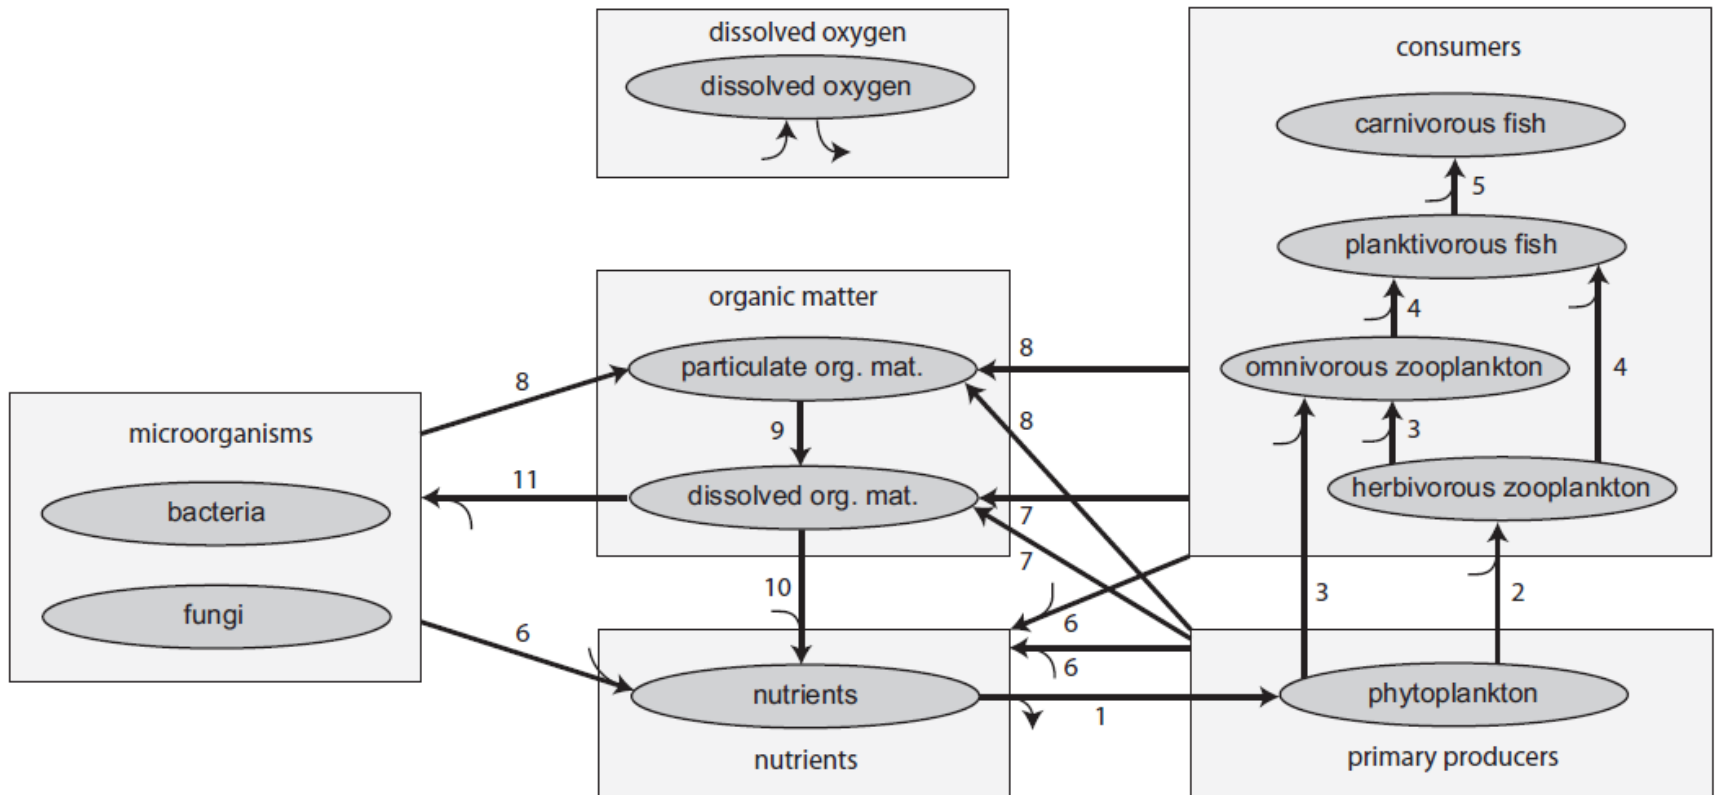 dissolved oxygen
dissolved oxygen
consumers
carnivorous fish
5
planktivorous fish
4
4
omnivorous zooplankton
3
herbivorous zooplankton
3
2
organic matter
particulate org. mat.
9
dissolved org. mat.
10
8
8
7
7
6
6
microorganisms
bacteria
fungi
8
11
6
nutrients
nutrients
1
phytoplankton
primary producers